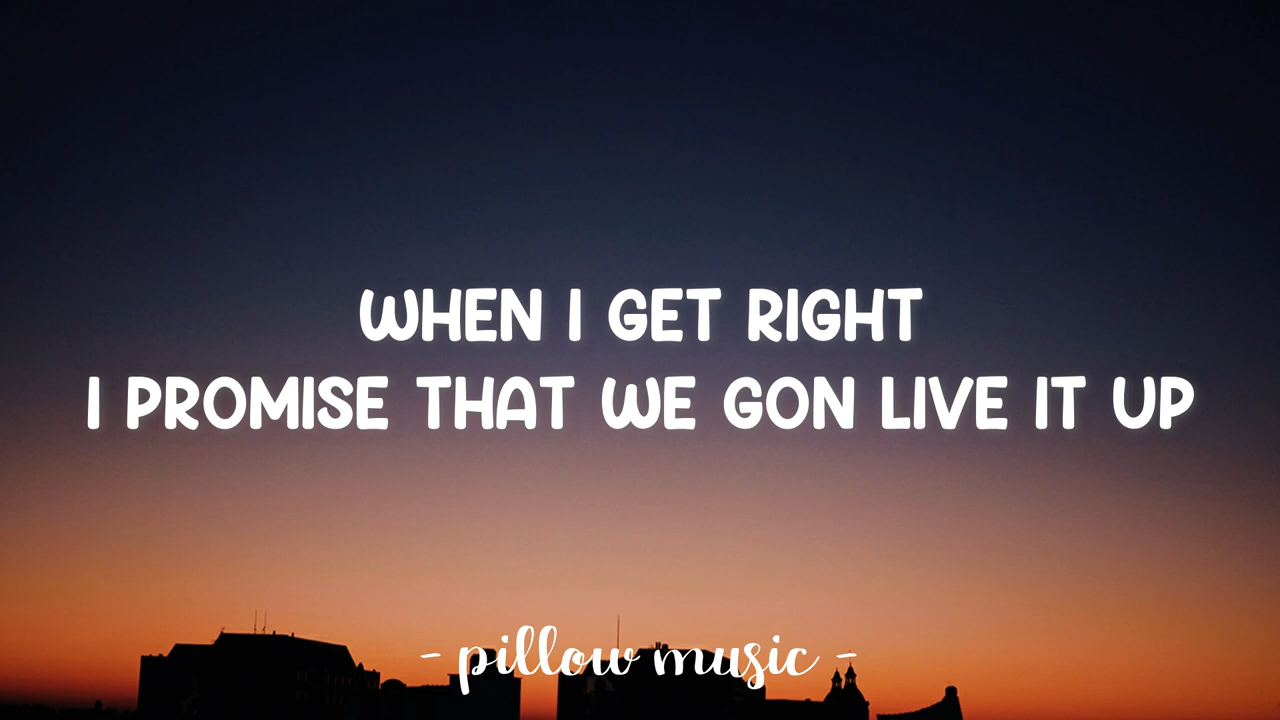 WHEN I GET RIGHT
I PROMISE THAT WE GON LIVE IT UP
- pillow music -